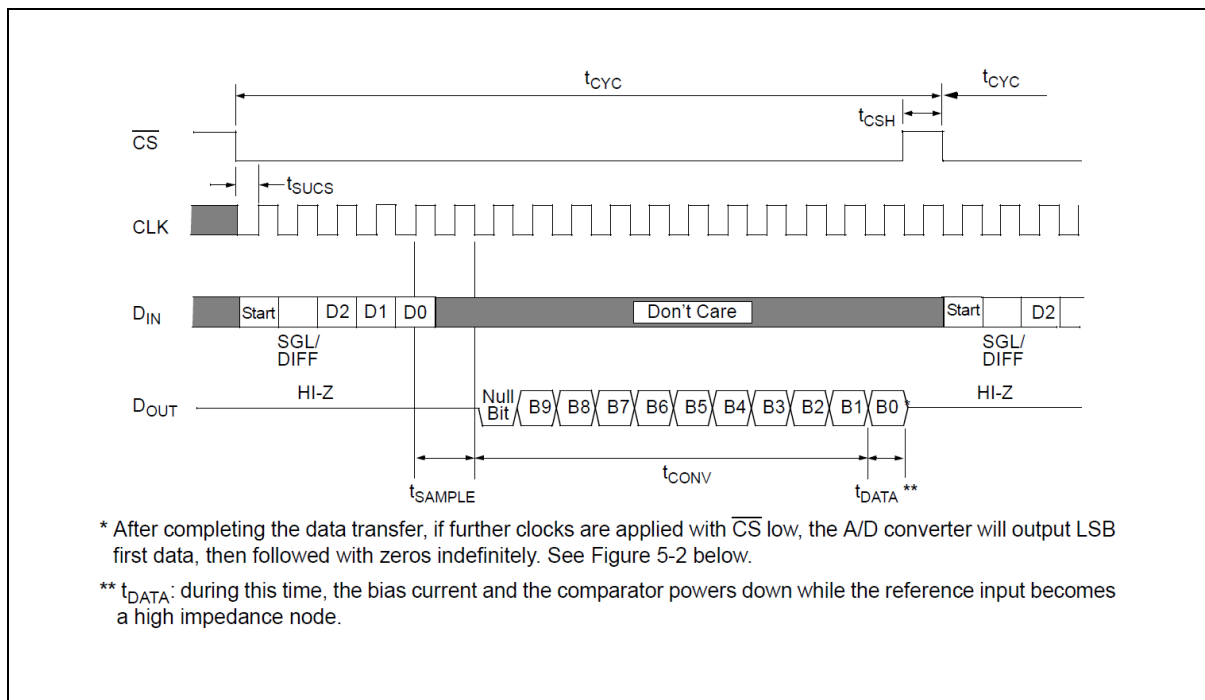 tCYC tCYC
tCSH
CS
tSUCS
CLK
DIN Start D2 D1 D0 Don't Care Start D2
SGL/ DIFF SGL/ DIFF
HI-Z HI-Z
DOUT Null Bit B9 B8 B7 B6 B5 B4 B3 B2 B1 B0 *
tSAMPLE tCONV tDATA **
* After completing the data transfer, if further clocks are applied with CS low, the A/D converter will output LSB
first data, then followed with zeros indefinitely. See Figure 5-2 below.
** tDATA: during this time, the bias current and the comparator powers down while the reference input becomes
a high impedance node.